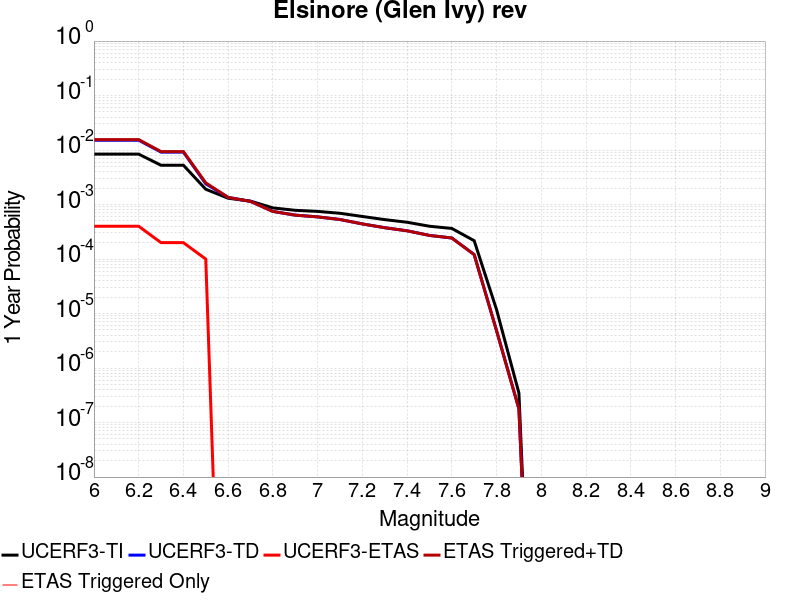 Elsinore (Glen Ivy) rev
10^0
10^-1
10^-2
10^-3
10^-4
10^-5
10^-6
10^-7
10^-8
1 Year Probability
6 6.2 6.4 6.6 6.8 7 7.2 7.4 7.6 7.8 8 8.2 8.4 8.6 8.8 9
Magnitude
UCERF3-TI UCERF3-TD UCERF3-ETAS ETAS Triggered+TD
ETAS Triggered Only